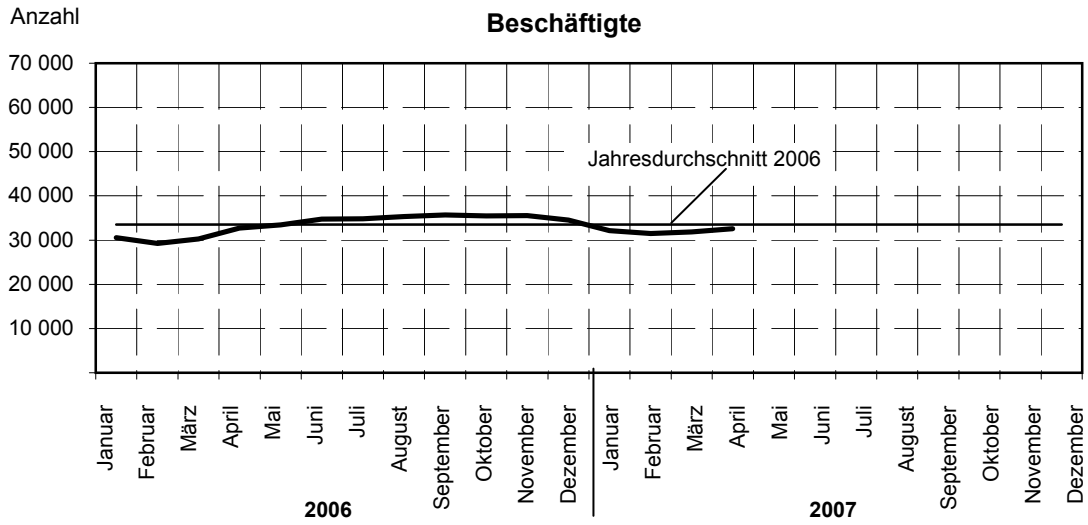 Anzahl
Beschäftigte
70 000
60 000
50 000
40 000
30 000
20 000
10 000
Jahresdurchschnitt 2006
Januar
Februar
März
April
Mai
Juni
Juli
August
September
Oktober
November
Dezember
Januar
Februar
März
April
Mai
Juni
Juli
August
September
Oktober
November
Dezember
2006
2007